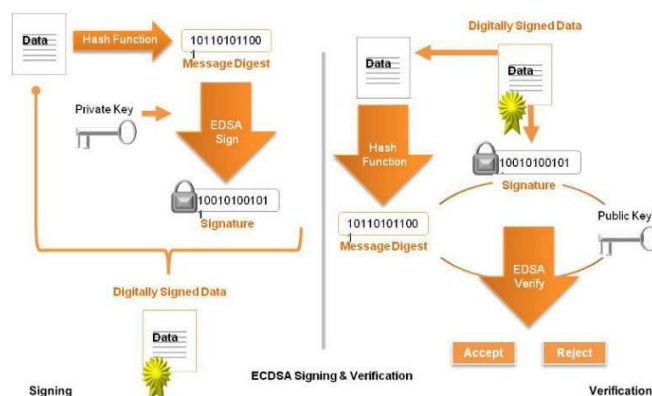 Data
Hash Function
10110101100
1
Message Digest
Private Key
EDSA
Sign
10010100101
1
Signature
Digitally Signed Data
Data
Signing
Digitally Signed Data
Data
Data
Hash
Function
10010100101
Signature
10110101100
1
Message Digest
Public Key
EDSA
Verify
Accept
Reject
ECDSA Signing & Verification
Verification